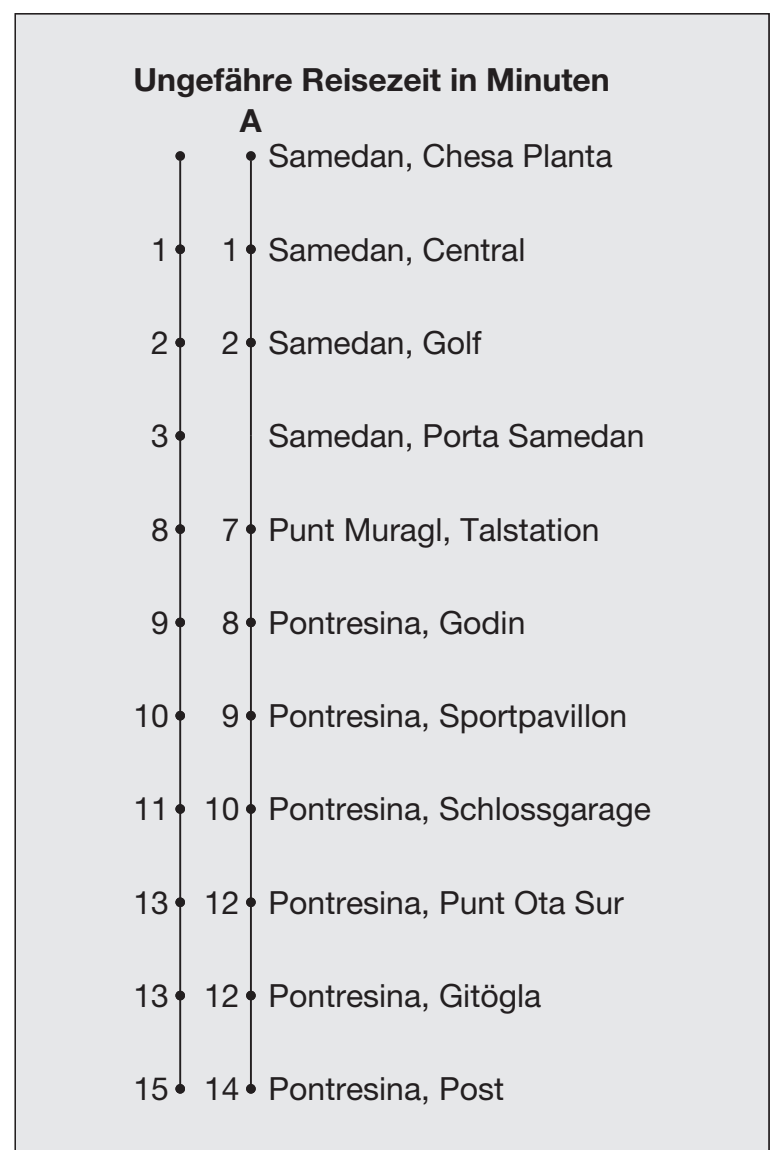 Ungefähre Reisezeit in Minuten
A
Samedan, Chesa Planta
1 1 Samedan, Central
2 2 Samedan, Golf
3 Samedan, Porta Samedan
8 7 Punt Muragl, Talstation
9 8 Pontresina, Godin
10 9 Pontresina, Sportpavillon
11 10 Pontresina, Schlossgarage
13 12 Pontresina, Punt Ota Sur
13 12 Pontresina, Gitögla
15 14 Pontresina, Post